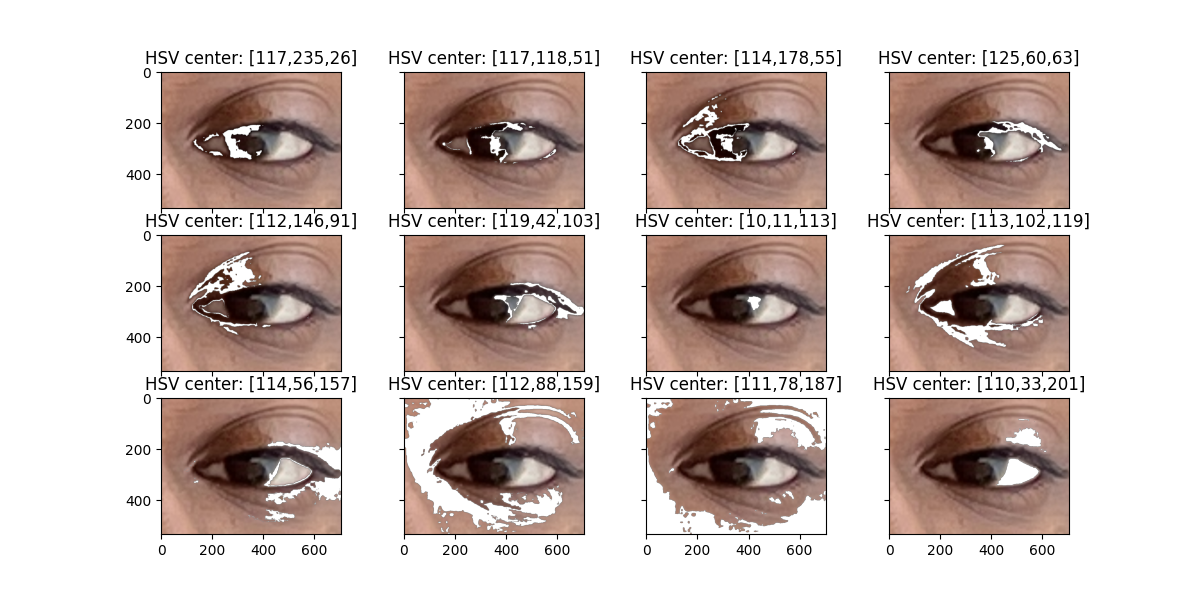 HSV center: [117,235,26] HSV center: [117,118,51] HSV center: [114,178,55] HSV center: [125,60,63]
0
200
400
HSV center: [112,146,91] HSV center: [119,42,103] HSV center: [10,11,113] HSV center: [113,102,119]
0
200
400
HSV center: [114,56,157] HSV center: [112,88,159] HSV center: [111,78,187] HSV center: [110,33,201]
0
200
400
0 200 400 600 0 200 400 600 0 200 400 600 0 200 400 600